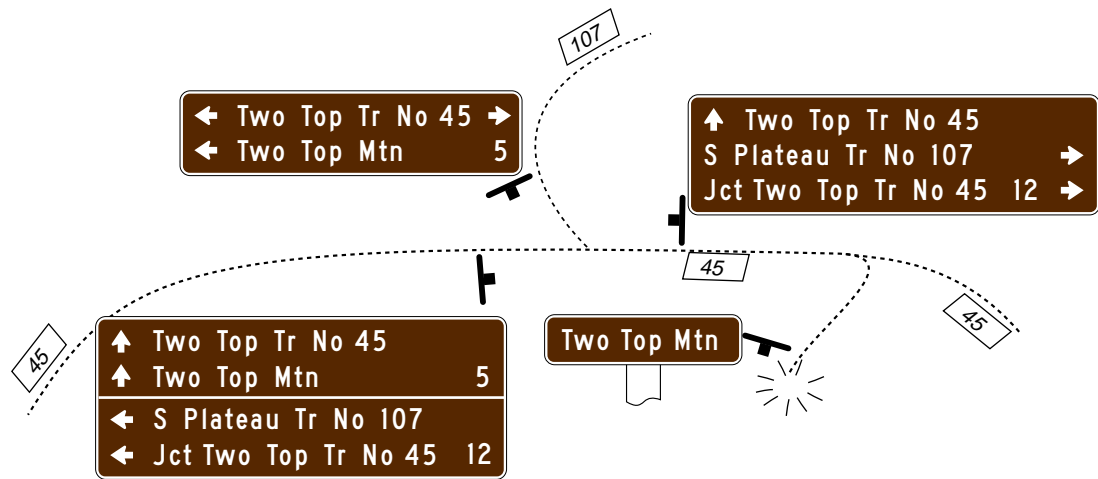 107
← Two Top Tr No 45 →
← Two Top Mtn 5
↑ Two Top Tr No 45
S Plateau Tr No 107 →
Jct Two Top Tr No 45 12 →
45
45
45
Two Top Mtn
↑ Two Top Tr No 45
↑ Two Top Mtn 5
← S Plateau Tr No 107
← Jct Two Top Tr No 45 12